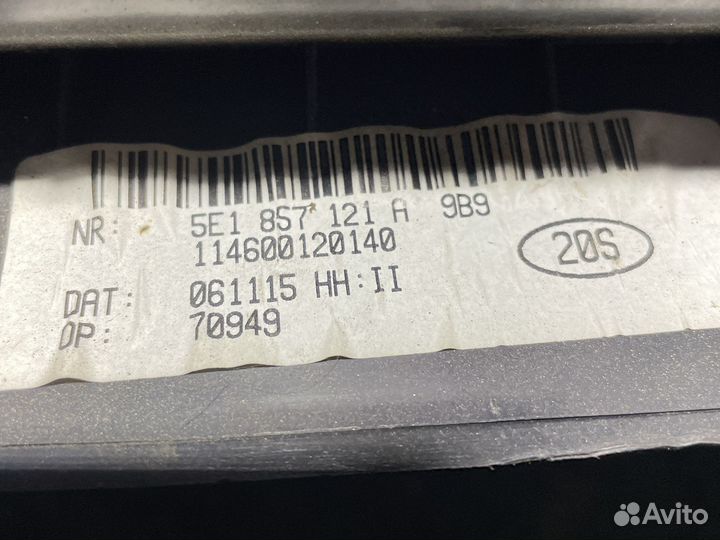 NR: 5E1 857 121 A 9B9
114600120140
20S
DAT: 061115 HH:II
OP: 70949
Avito